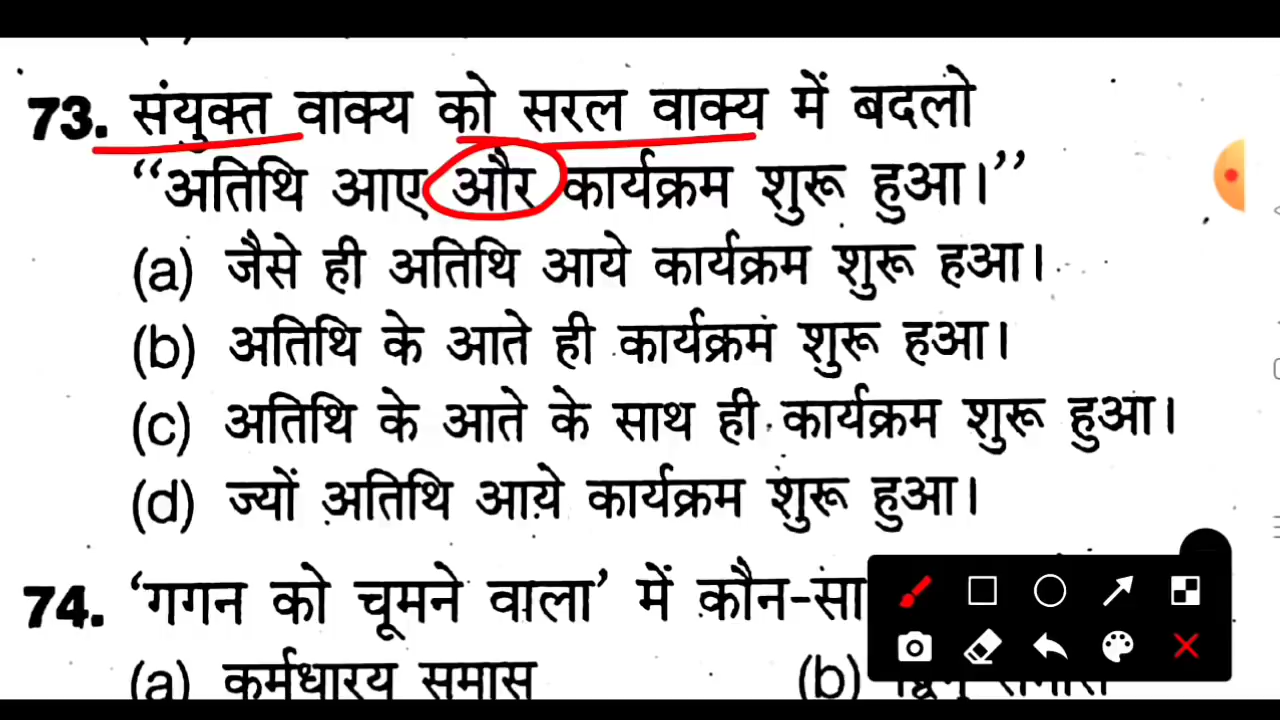 73. संयुक्त वाक्य को सरल वाक्य में बदलो
“अतिथि आए और कार्यक्रम शुरू हुआ।”
(a) जैसे ही अतिथि आये कार्यक्रम शुरू हआ।
(b) अतिथि के आते ही कार्यक्रम शुरू हआ।
(c) अतिथि के आते के साथ ही कार्यक्रम शुरू हुआ।
(d) ज्यों अतिथि आये कार्यक्रम शुरू हुआ।
74. ‘गगन को चूमने वाला’ में कौन-सा
(a) कर्मधारय समास (b)